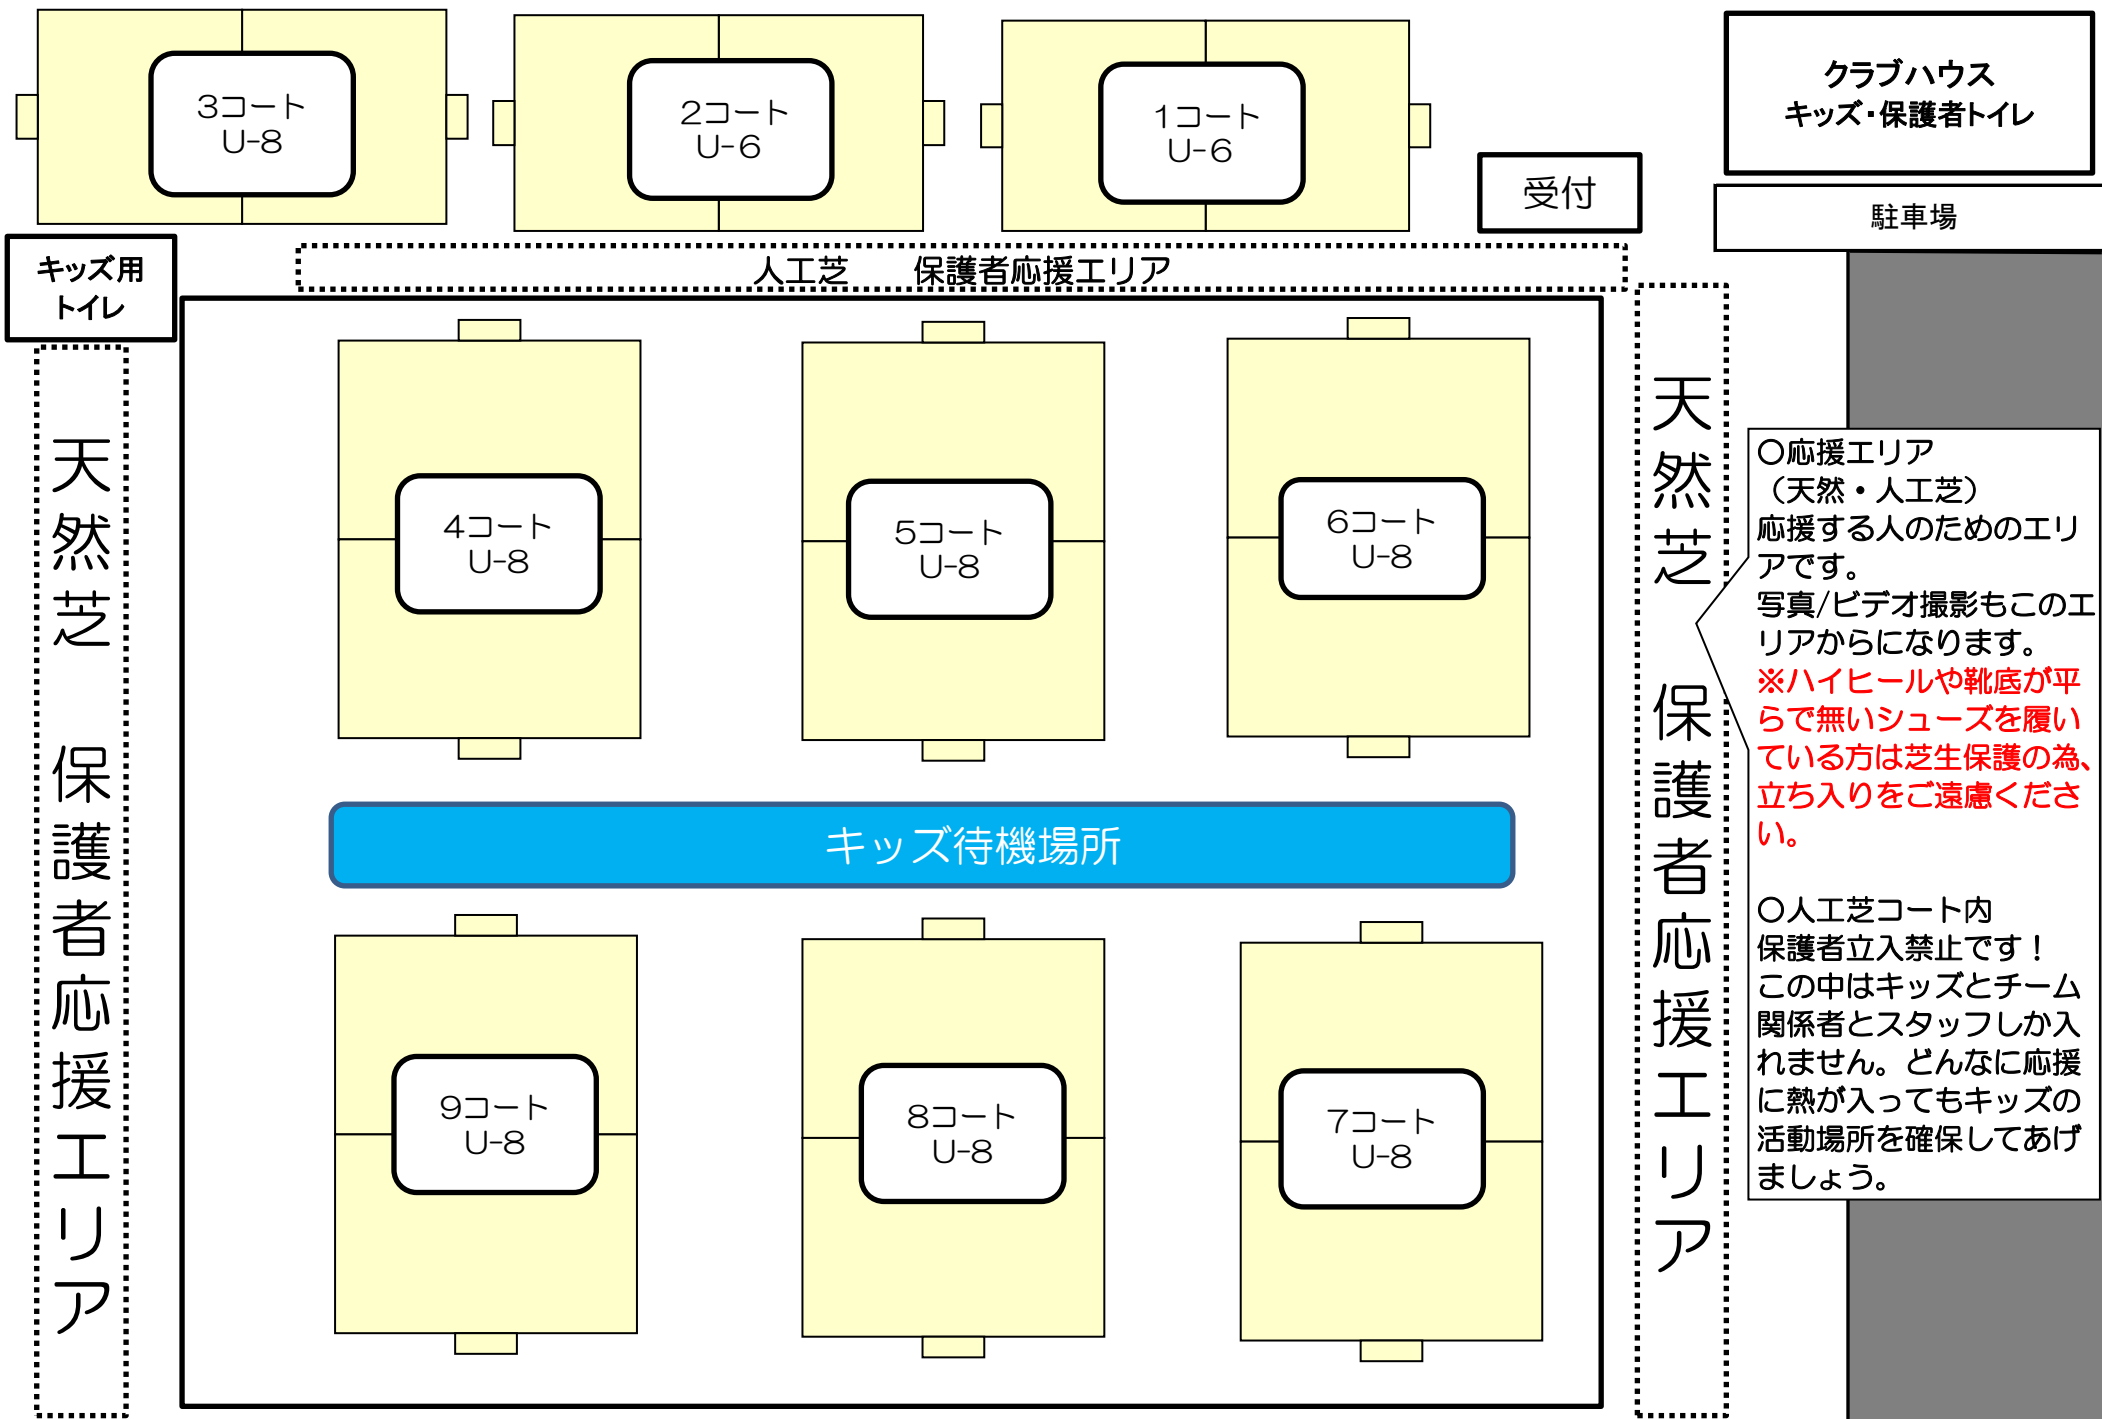 3コート
U-8
2コート
U-6
1コート
U-6
クラブハウス
キッズ・保護者トイレ
受付
駐車場
キッズ用
トイレ
人工芝　　保護者応援エリア
天然芝　保護者応援エリア
4コート
U-8
5コート
U-8
6コート
U-8
天然芝　保護者応援エリア
キッズ待機場所
9コート
U-8
8コート
U-8
7コート
U-8
○応援エリア
（天然・人工芝）
応援する人のためのエリ
アです。
写真/ビデオ撮影もこのエ
リアからになります。
※ハイヒールや靴底が平
らで無いシューズを履い
ている方は芝生保護の為、
立ち入りをご遠慮くださ
い。
○人工芝コート内
保護者立入禁止です！
この中はキッズとチーム
関係者とスタッフしか入
れません。どんなに応援
に熱が入ってもキッズの
活動場所を確保してあげ
ましょう。